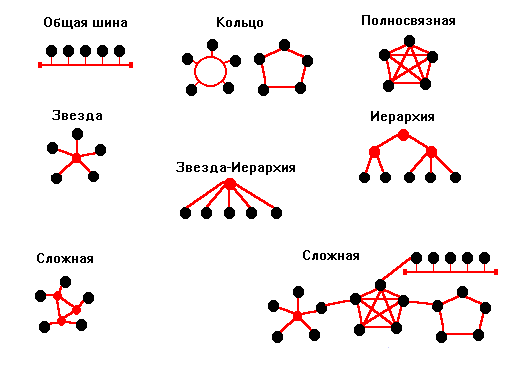 Общая шина
Кольцо
Полносвязная
Звезда
Звезда-Иерархия
Иерархия
Сложная
Сложная